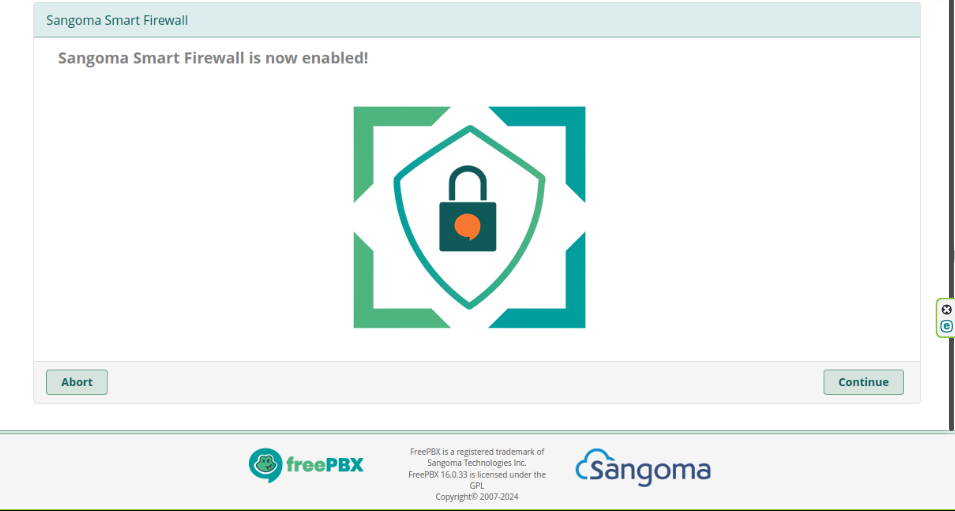 Sangoma Smart Firewall
Sangoma Smart Firewall is now enabled!
Abort
Continue
freePBX
FreePBX is a registered trademark of
Sangoma Technologies Inc.
FreePBX 16.0.33 is licensed under the
GPL
Copyright© 2007-2024
Sangoma
e